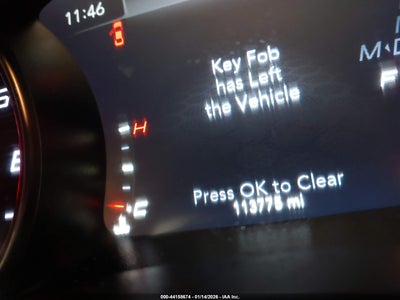 11:46
Key Fob
has Left
the Vehicle
H
M
D
F
E
C
Press OK to Clear
113775 mi
000-44158674 - 01/14/2026 - IAA Inc.